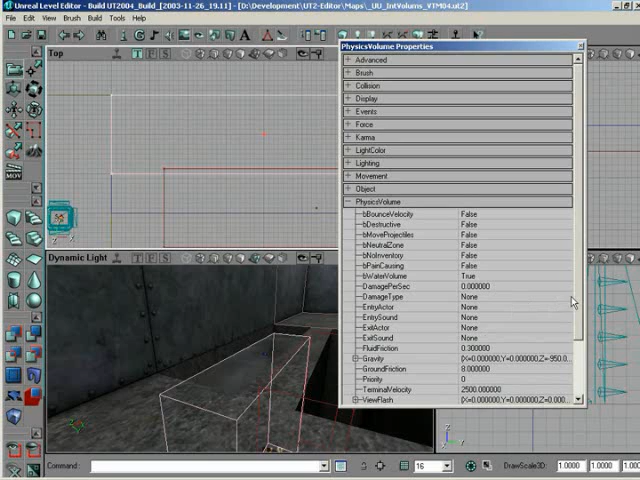 Unreal Level Editor - Build UT2004_Build_[2003-11-26_19.11] - [D:\Development\UT2-Editor\Maps\_UU_IntVolums_VTM04.ut2]
File Edit View Build Brush Tools Help
Top
PhysicsVolume Properties
Advanced
Brush
Collision
Display
Events
Force
Karma
LightColor
Lighting
Movement
Object
PhysicsVolume
bBounceVelocity False
bDestructive False
bMoveProjectiles False
bNeutralZone False
bNoInventory False
bPainCausing False
bWaterVolume True
DamagePerSec 0.000000
DamageType None
EntryActor None
EntrySound None
ExitActor None
ExitSound None
FluidFriction 0.300000
Gravity (X=0.000000,Y=0.000000,Z=-950.0...
GroundFriction 8.000000
Priority 0
TerminalVelocity 2500.000000
ViewFlash (X=0.000000,Y=0.000000,Z=0.000...
MOV
Dynamic Light
Command: 16 DrawScale3D: 1.0000 1.0000 1.000